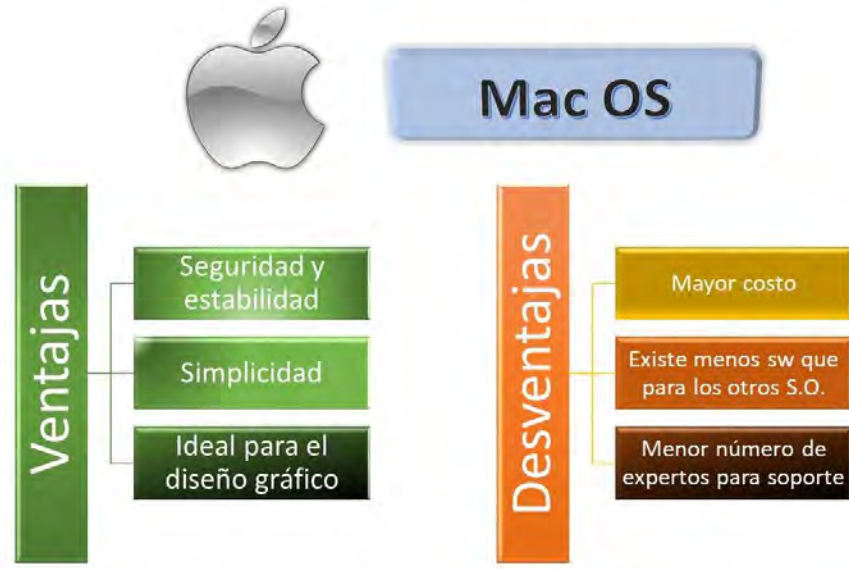 Mac OS
Ventajas
Seguridad y
estabilidad
Simplicidad
Ideal para el
diseño gráfico
Desventajas
Mayor costo
Existe menos sw que
para los otros S.O.
Menor número de
expertos para soporte